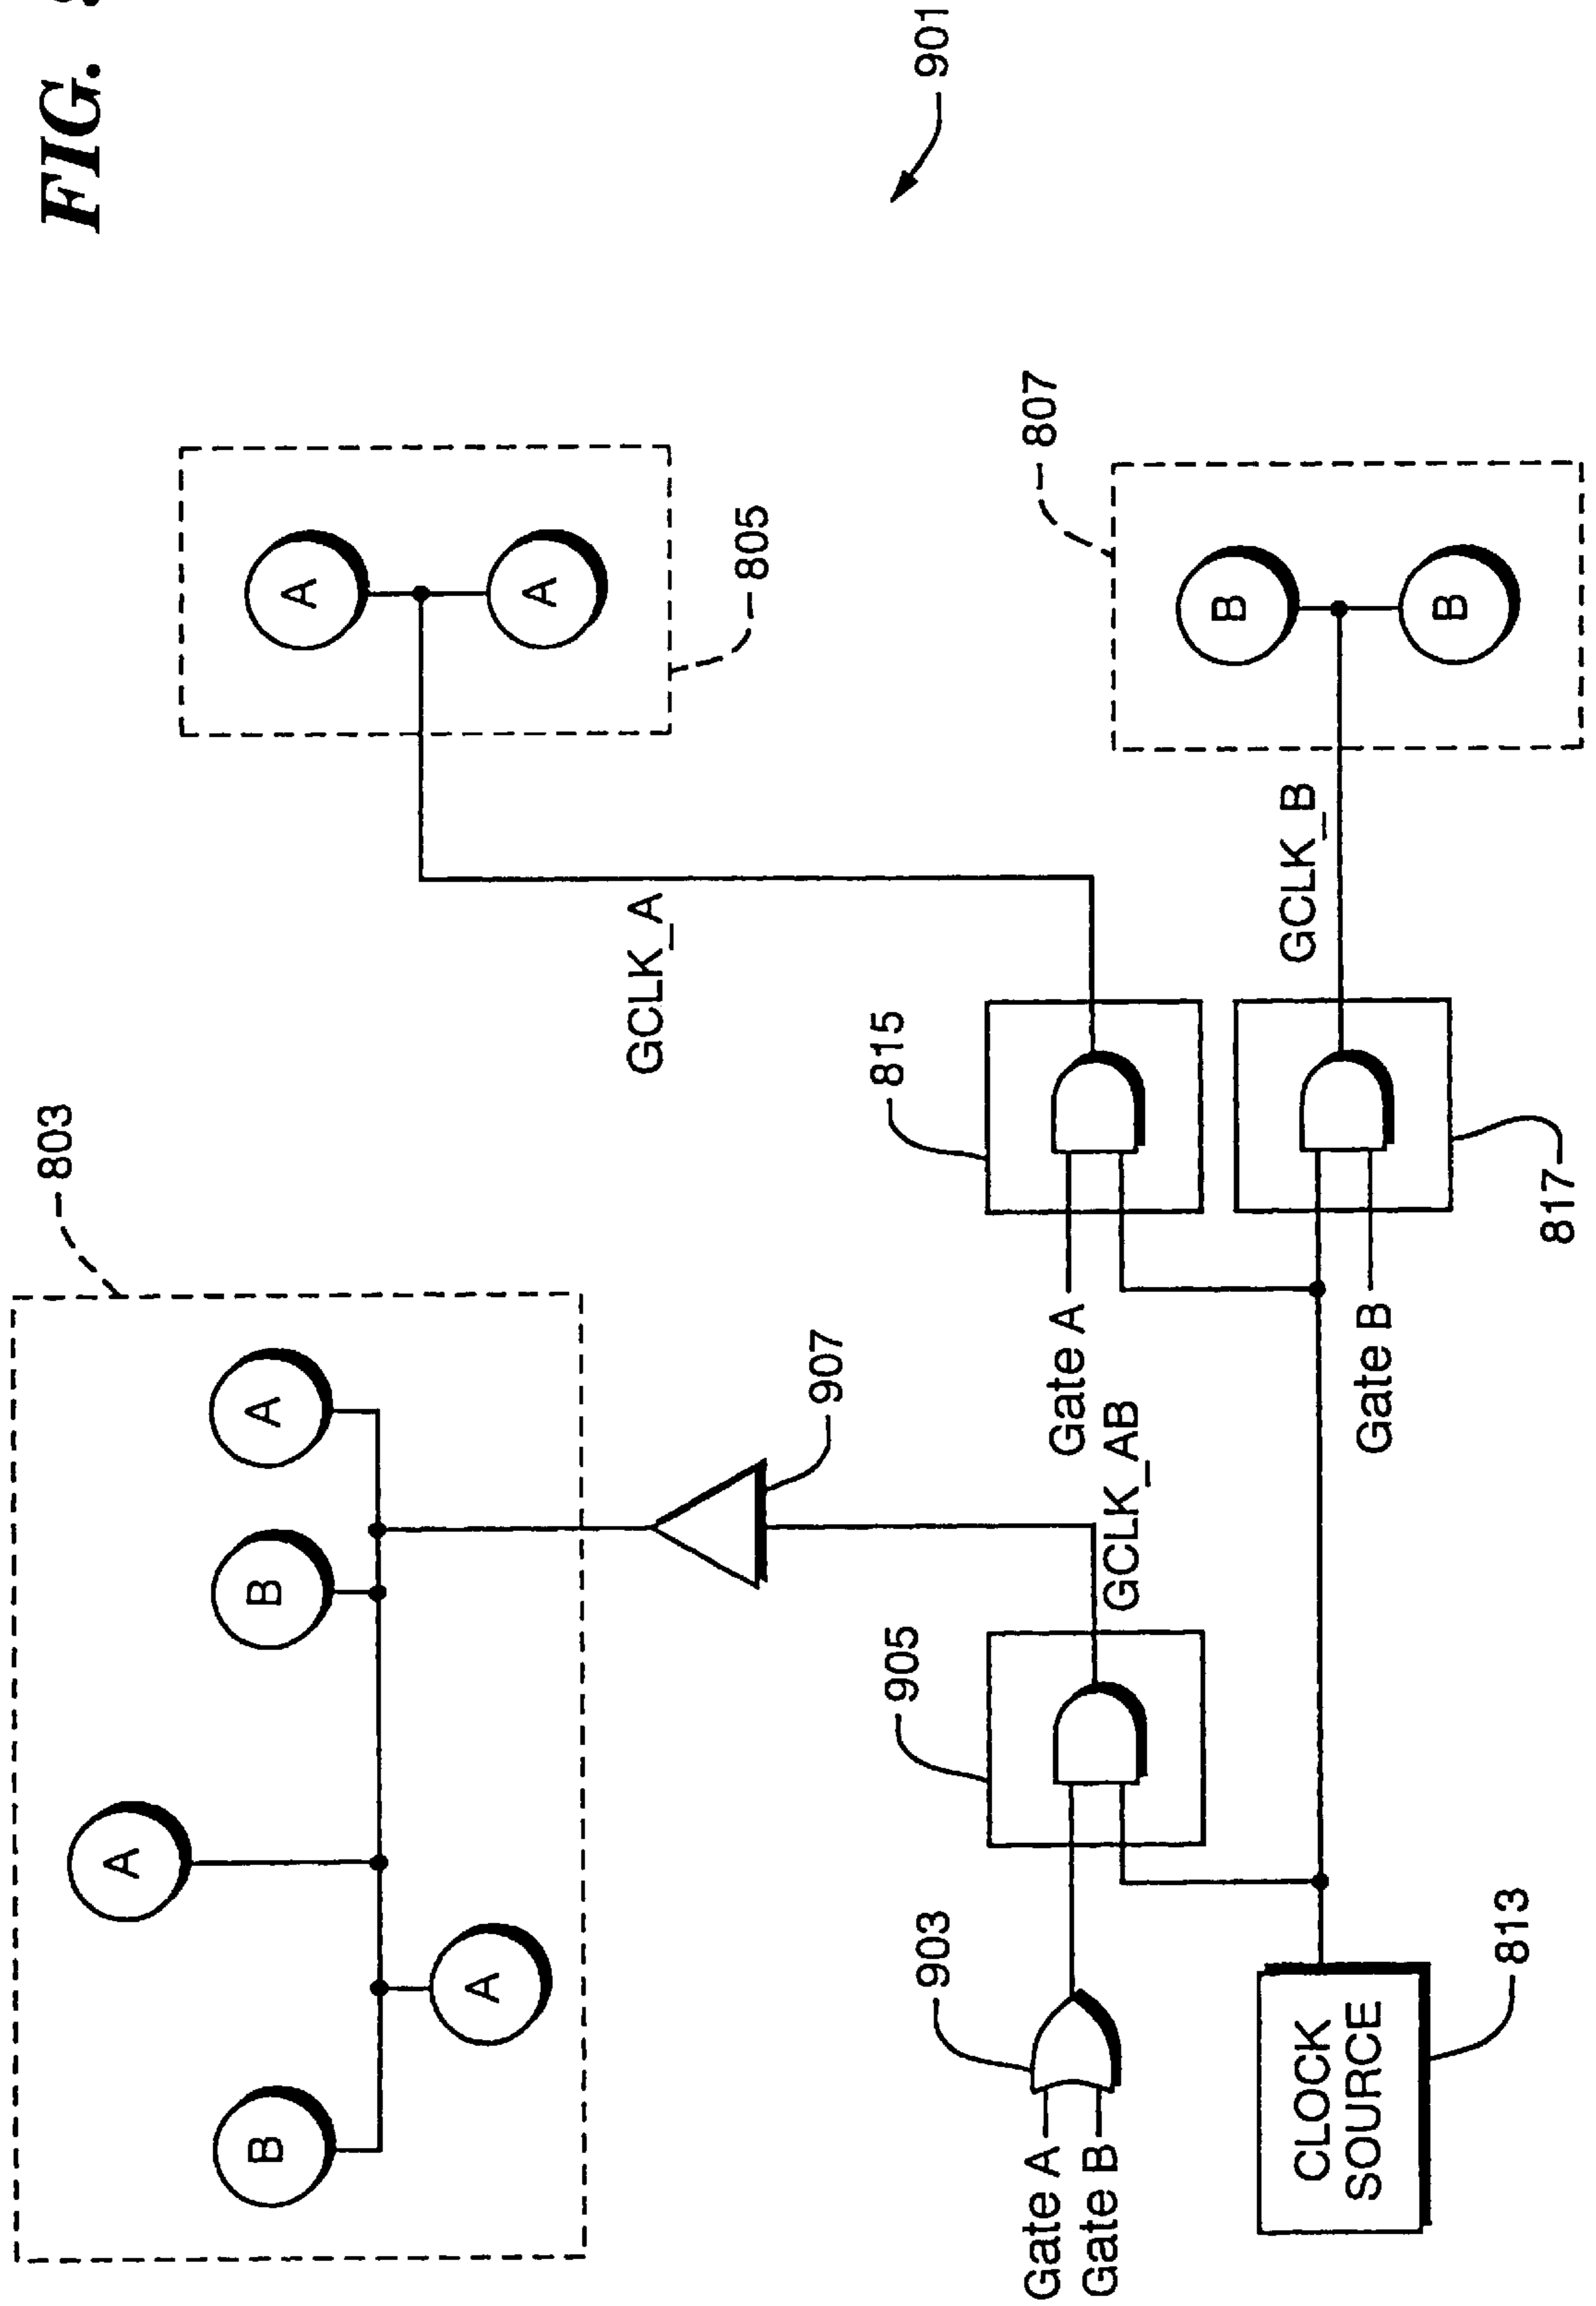 FIG.
901
803
A
B
A
A
B
907
805
A
A
GCLK_A
807
B
B
GCLK_B
815
817
Gate A
Gate B
905
GCLK_AB
903
Gate A
Gate B
CLOCK
SOURCE
813